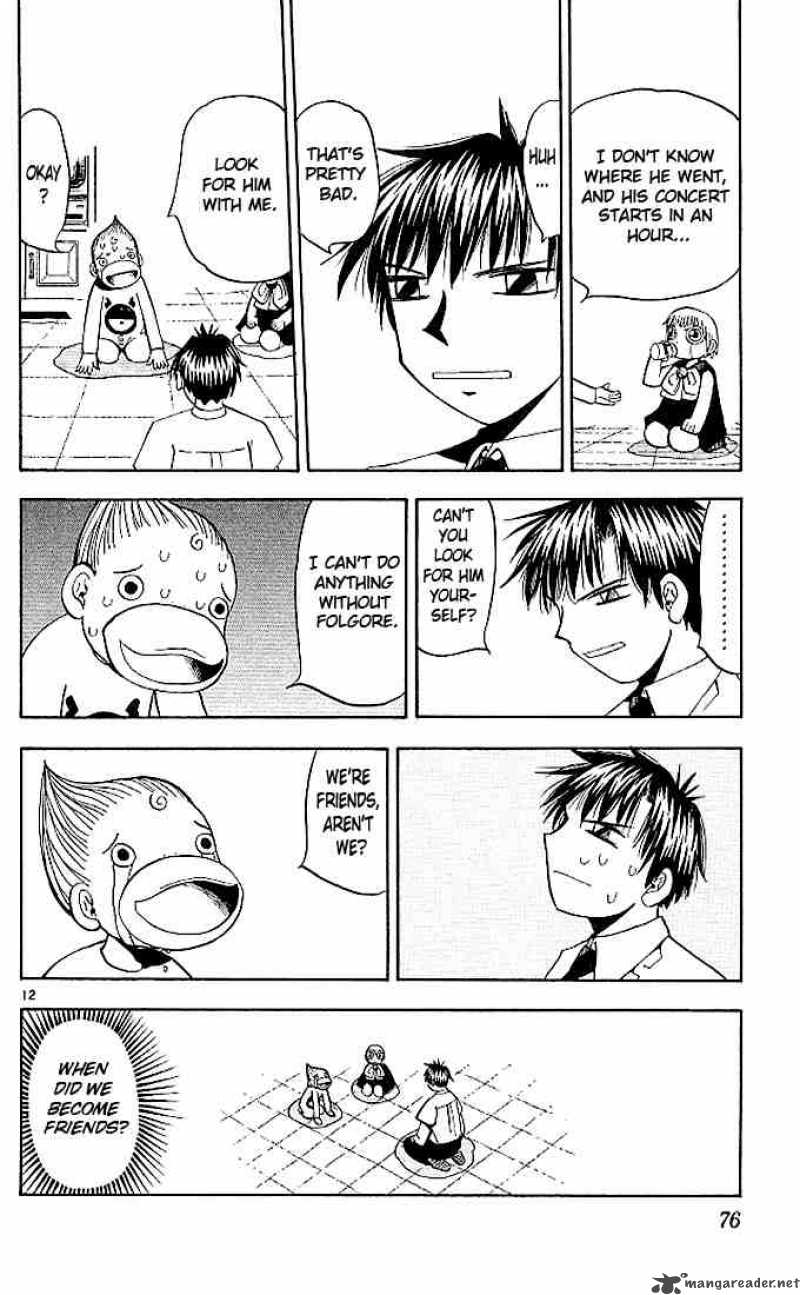 I DON'T KNOW
WHERE HE WENT,
AND HIS CONCERT
STARTS IN AN
HOUR...
HUH
...
THAT'S
PRETTY
BAD.
LOOK
FOR HIM
WITH ME.
OKAY
?
.........
CAN'T
YOU
LOOK
FOR HIM
YOUR-
SELF?
I CAN'T DO
ANYTHING
WITHOUT
FOLGORE.
WE'RE
FRIENDS,
AREN'T
WE?
12
WHEN
DID WE
BECOME
FRIENDS?
76
mangareader.net